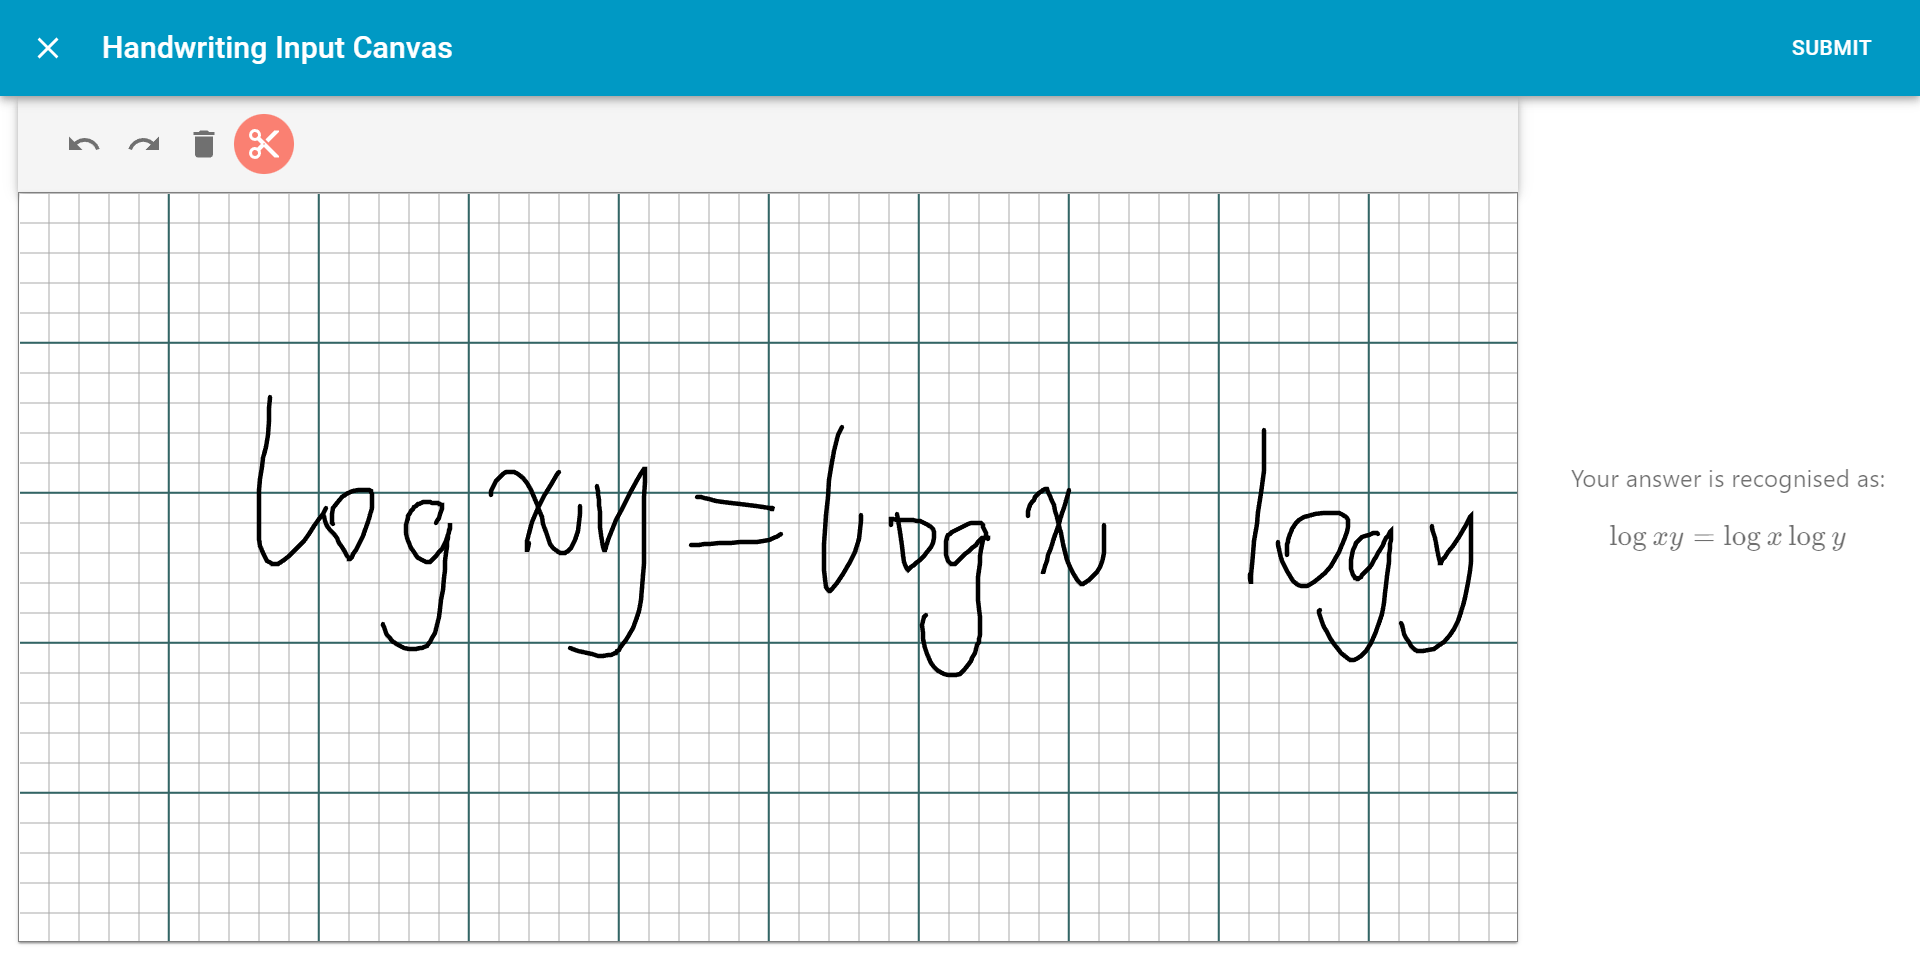 Handwriting Input Canvas
SUBMIT
log xy = log x log y
Your answer is recognised as:
log xy = log x log y